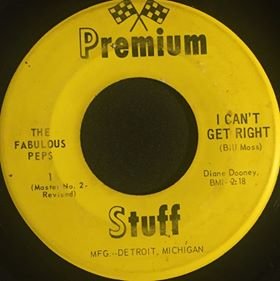 Premium
THE
FABULOUS
PEPS
1
(Master No. 2-
Revised)
I CAN'T
GET RIGHT
(Bill Moss)
Diane Dooney,
BMI-2:18
Stuff
MFG.-DETROIT, MICHIGAN